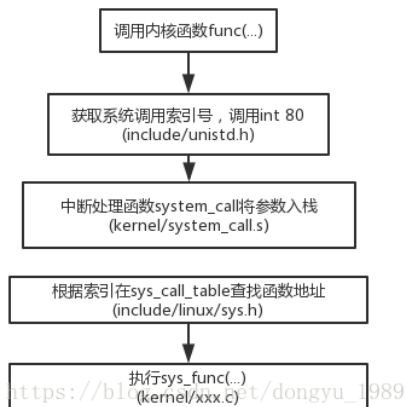 调用内核函数func(...)
获取系统调用索引号，调用int 80
(include/unistd.h)
中断处理函数system_call将参数入栈
(kernel/system_call.s)
根据索引在sys_call_table查找函数地址
(include/linux/sys.h)
执行sys_func(...)
(kernel/xxx.c)
https://blog.csdn.net/dongyu_1989